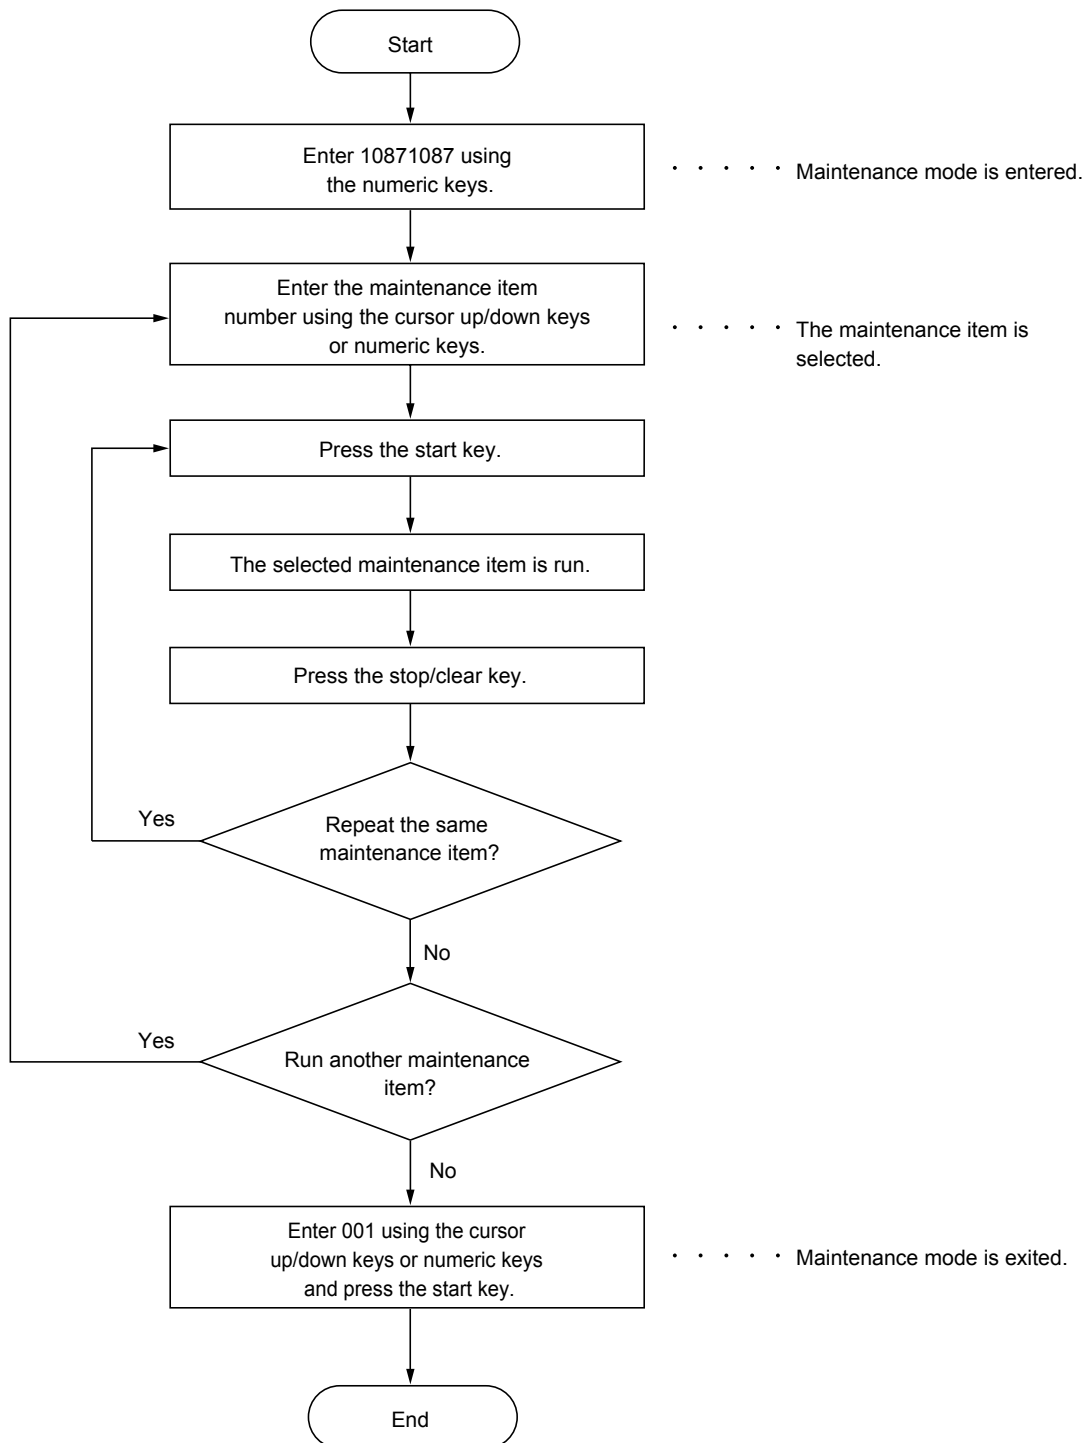 Start
Enter 10871087 using
the numeric keys.
Maintenance mode is entered.
Enter the maintenance item
number using the cursor up/down keys
or numeric keys.
The maintenance item is
selected.
Press the start key.
The selected maintenance item is run.
Press the stop/clear key.
Yes
Repeat the same
maintenance item?
No
Yes
Run another maintenance
item?
No
Enter 001 using the cursor
up/down keys or numeric keys
and press the start key.
Maintenance mode is exited.
End